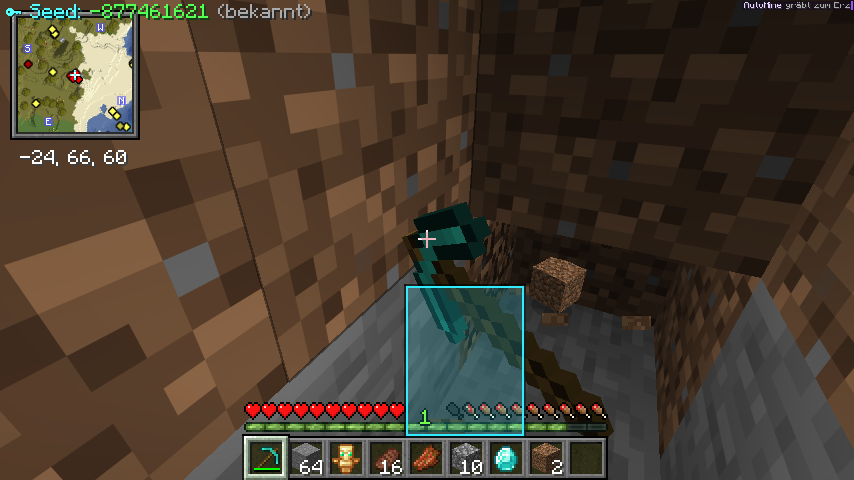 Seed: -877461621 (bekannt)
AutoMine gräbt zum Erz
W
S
N
E
-24, 66, 60
1
64
16
10
2